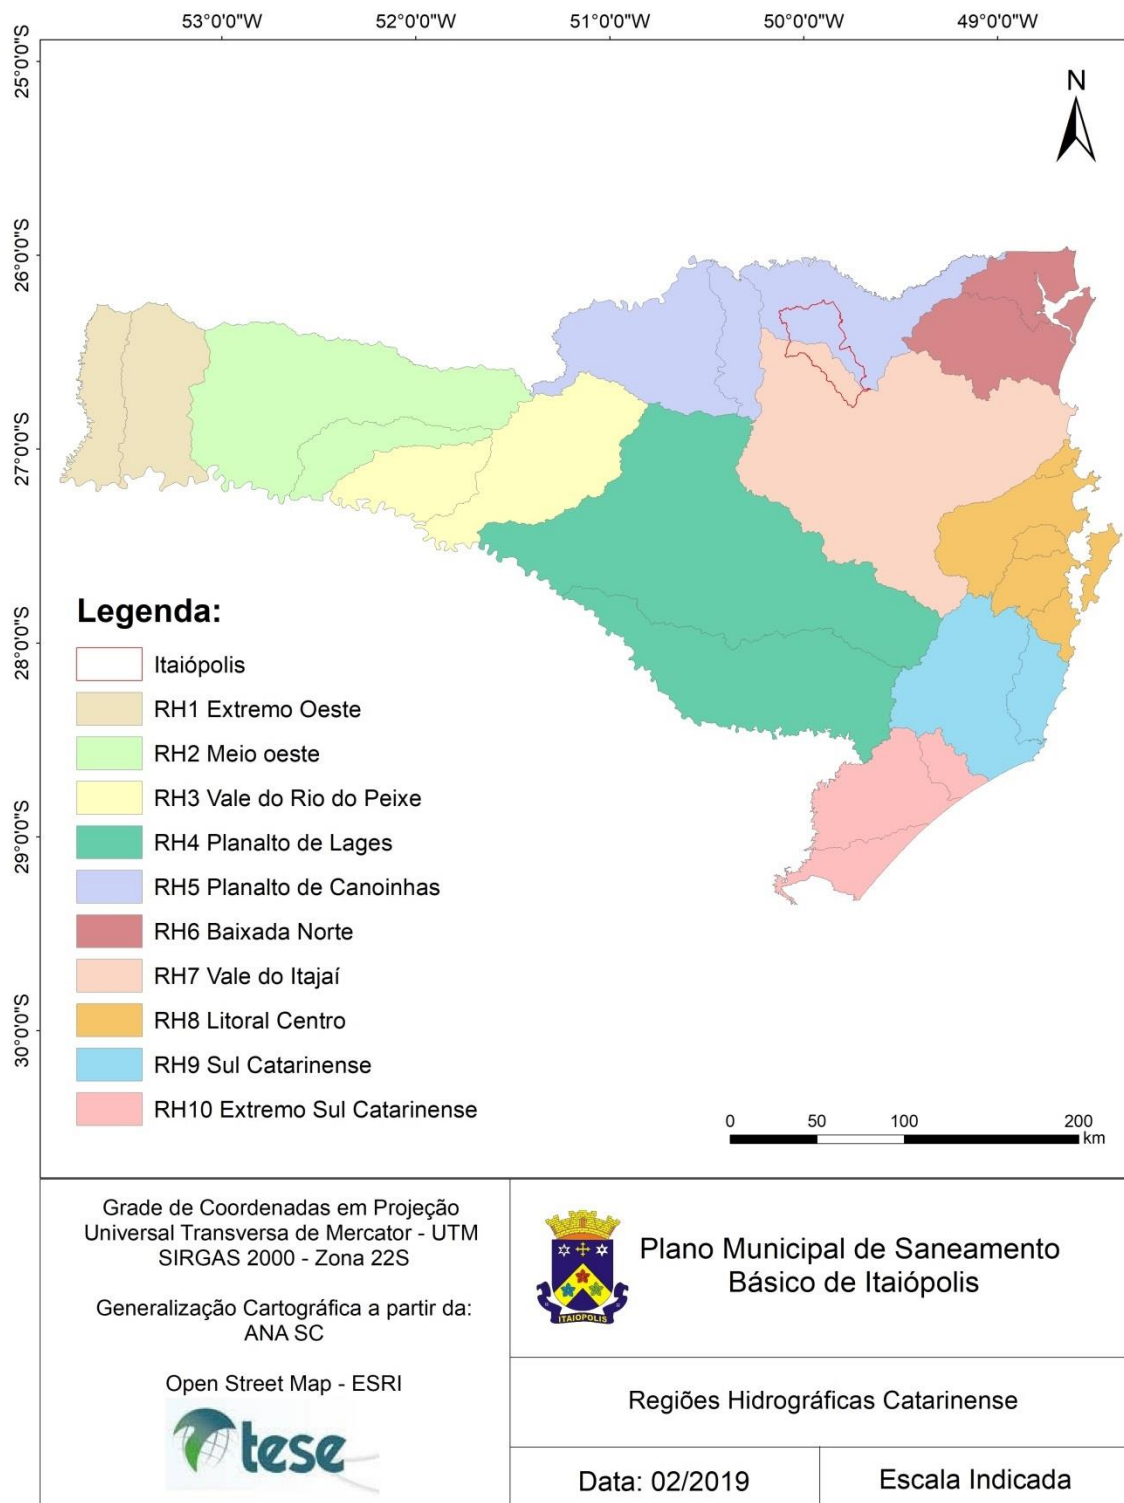 53°0'0"W
52°0'0"W
51°0'0"W
50°0'0"W
49°0'0"W
25°0'0"S
26°0'0"S
27°0'0"S
28°0'0"S
29°0'0"S
30°0'0"S
N
Legenda:
Itaiópolis
RH1 Extremo Oeste
RH2 Meio oeste
RH3 Vale do Rio do Peixe
RH4 Planalto de Lages
RH5 Planalto de Canoinhas
RH6 Baixada Norte
RH7 Vale do Itajaí
RH8 Litoral Centro
RH9 Sul Catarinense
RH10 Extremo Sul Catarinense
0 50 100 200
km
Grade de Coordenadas em Projeção
Universal Transversa de Mercator - UTM
SIRGAS 2000 - Zona 22S
Generalização Cartográfica a partir da:
ANA SC
Open Street Map - ESRI
tese
ITAIOPOLIS
Plano Municipal de Saneamento
Básico de Itaiópolis
Regiões Hidrográficas Catarinense
Data: 02/2019
Escala Indicada